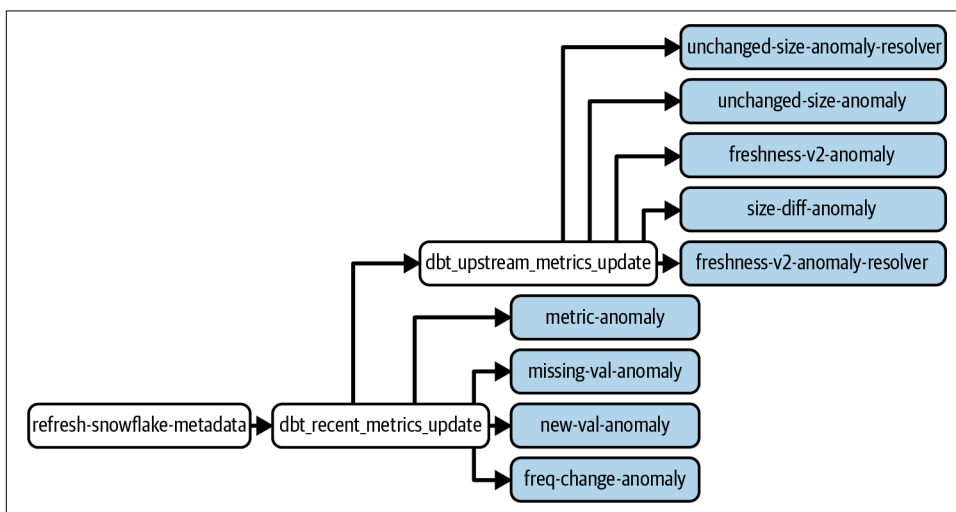 unchanged-size-anomaly-resolver
unchanged-size-anomaly
freshness-v2-anomaly
size-diff-anomaly
dbt_upstream_metrics_update
freshness-v2-anomaly-resolver
metric-anomaly
missing-val-anomaly
refresh-snowflake-metadata
dbt_recent_metrics_update
new-val-anomaly
freq-change-anomaly